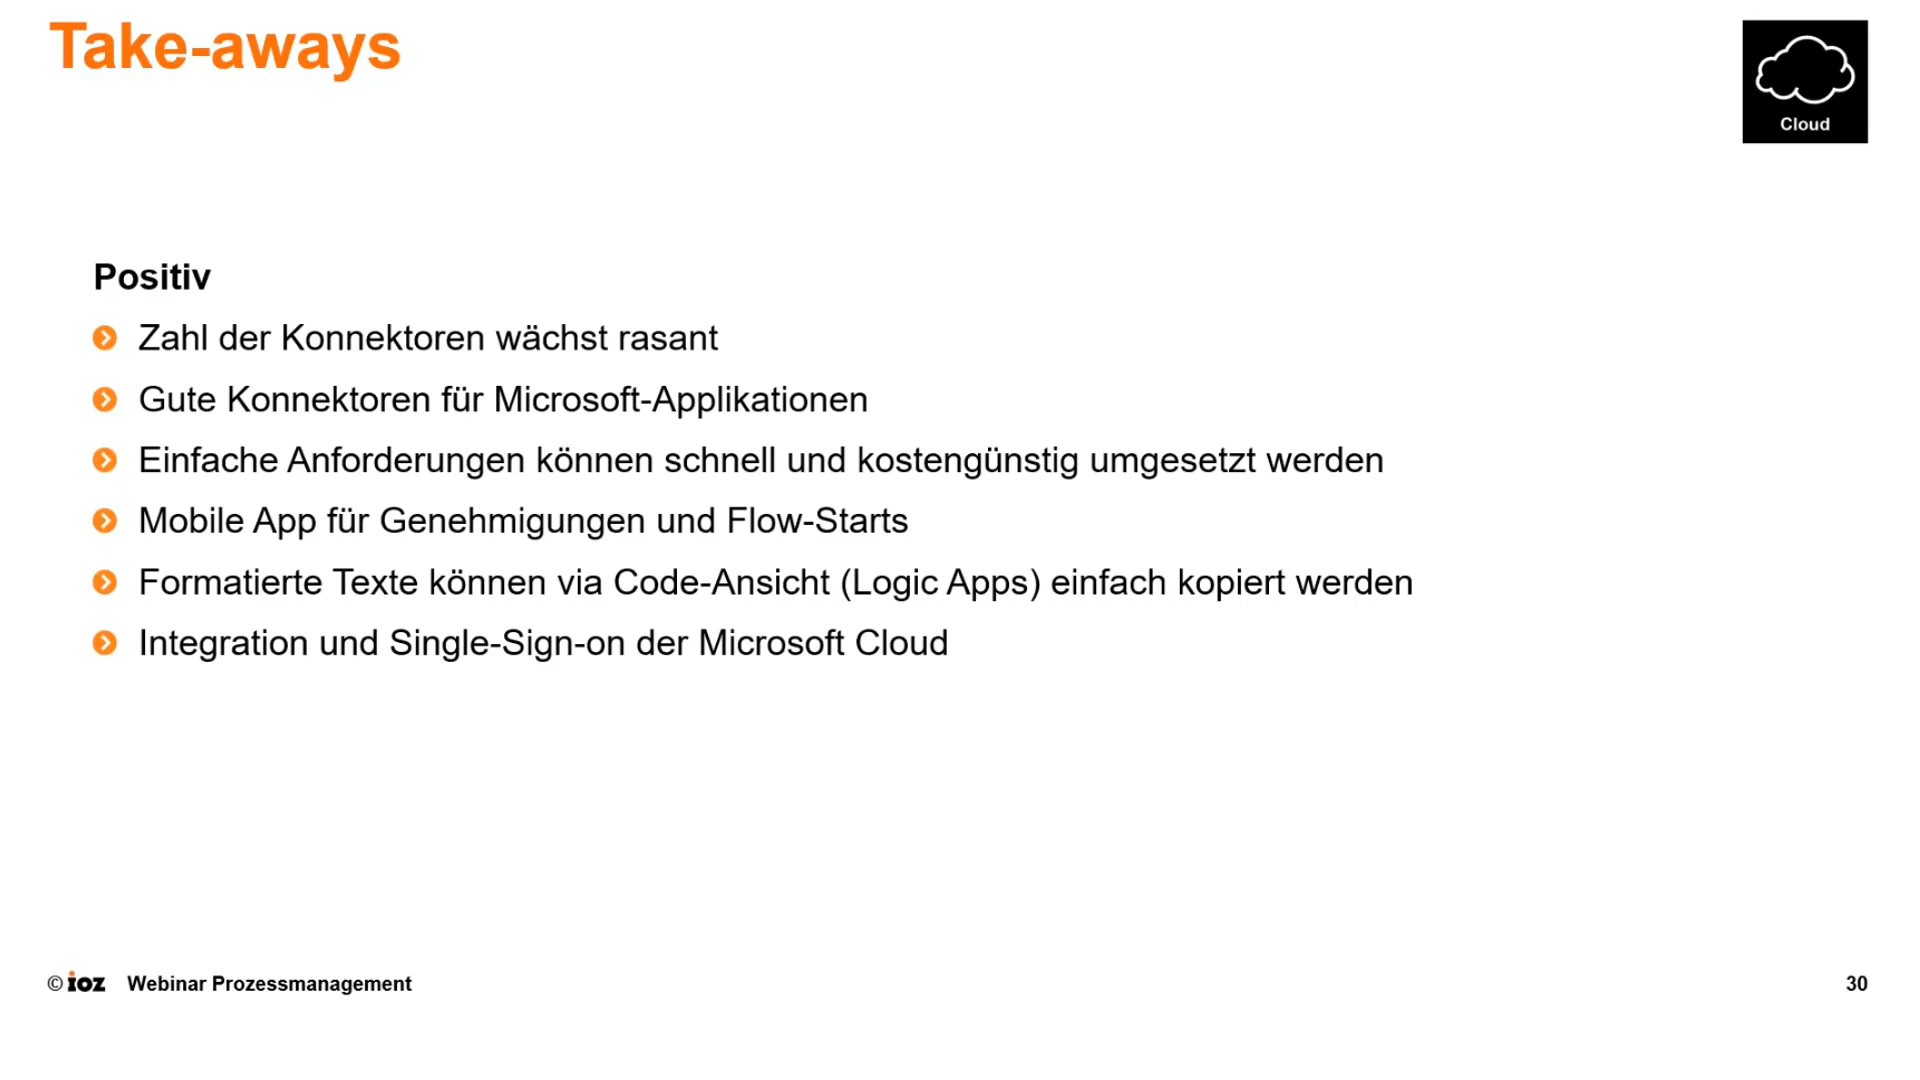 Take-aways
Cloud
Positiv
Zahl der Konnektoren wächst rasant
Gute Konnektoren für Microsoft-Applikationen
Einfache Anforderungen können schnell und kostengünstig umgesetzt werden
Mobile App für Genehmigungen und Flow-Starts
Formatierte Texte können via Code-Ansicht (Logic Apps) einfach kopiert werden
Integration und Single-Sign-on der Microsoft Cloud
© ioz Webinar Prozessmanagement
30